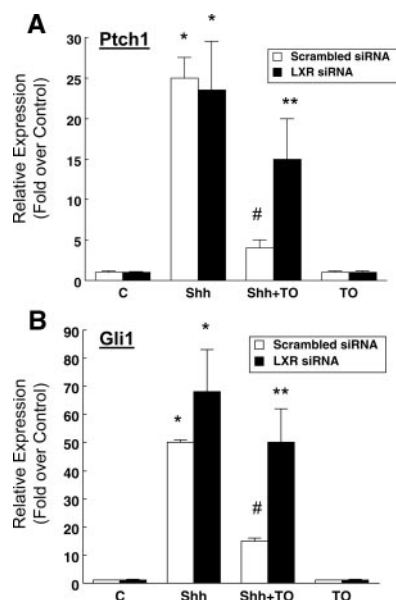 A
Ptch1
Scrambled siRNA
LXR siRNA
Relative Expression
(Fold over Control)
30
25
20
15
10
5
0
*
*
#
**
C
Shh
Shh+TO
TO
B
Gli1
Scrambled siRNA
LXR siRNA
Relative Expression
(Fold over Control)
90
80
70
60
50
40
30
20
10
0
*
*
#
**
C
Shh
Shh+TO
TO